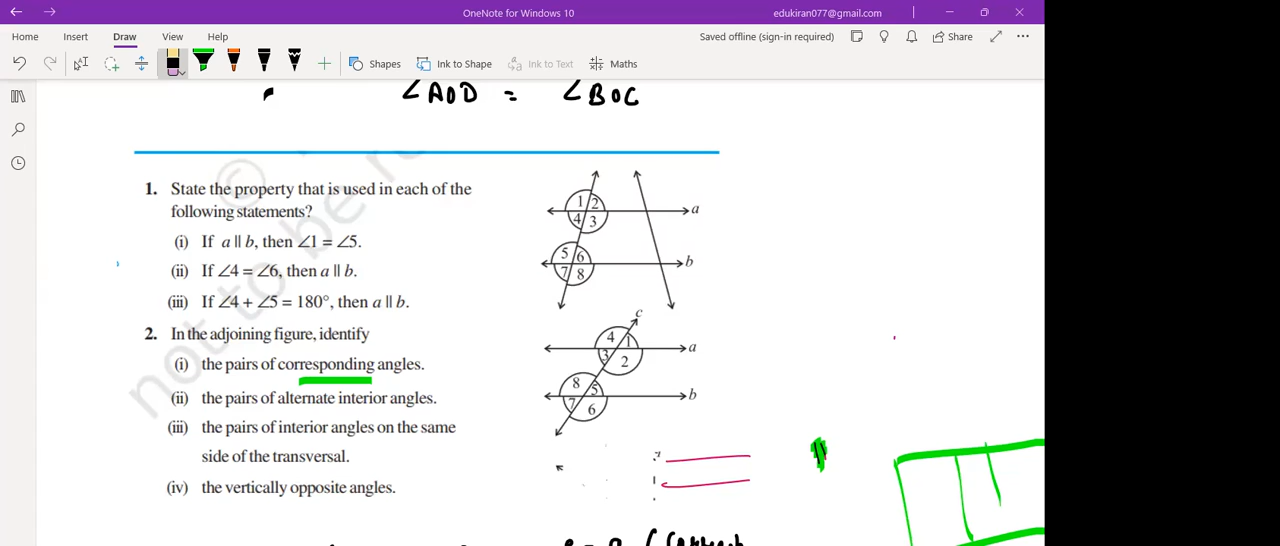 OneNote for Windows 10
edukiran077@gmail.com
Home Insert Draw View Help
Saved offline (sign-in required)
Share
Shapes
Ink to Shape
Ink to Text
Maths
∠AOD = ∠BOC
1. State the property that is used in each of the
following statements?
(i) If a || b, then ∠1 = ∠5.
(ii) If ∠4 = ∠6, then a || b.
(iii) If ∠4 + ∠5 = 180°, then a || b.
1 2
4 3
a
5 6
7 8
b
2. In the adjoining figure, identify
(i) the pairs of corresponding angles.
(ii) the pairs of alternate interior angles.
(iii) the pairs of interior angles on the same
side of the transversal.
(iv) the vertically opposite angles.
c
4 1
3 2
a
8 5
7 6
b
© 
not to be re